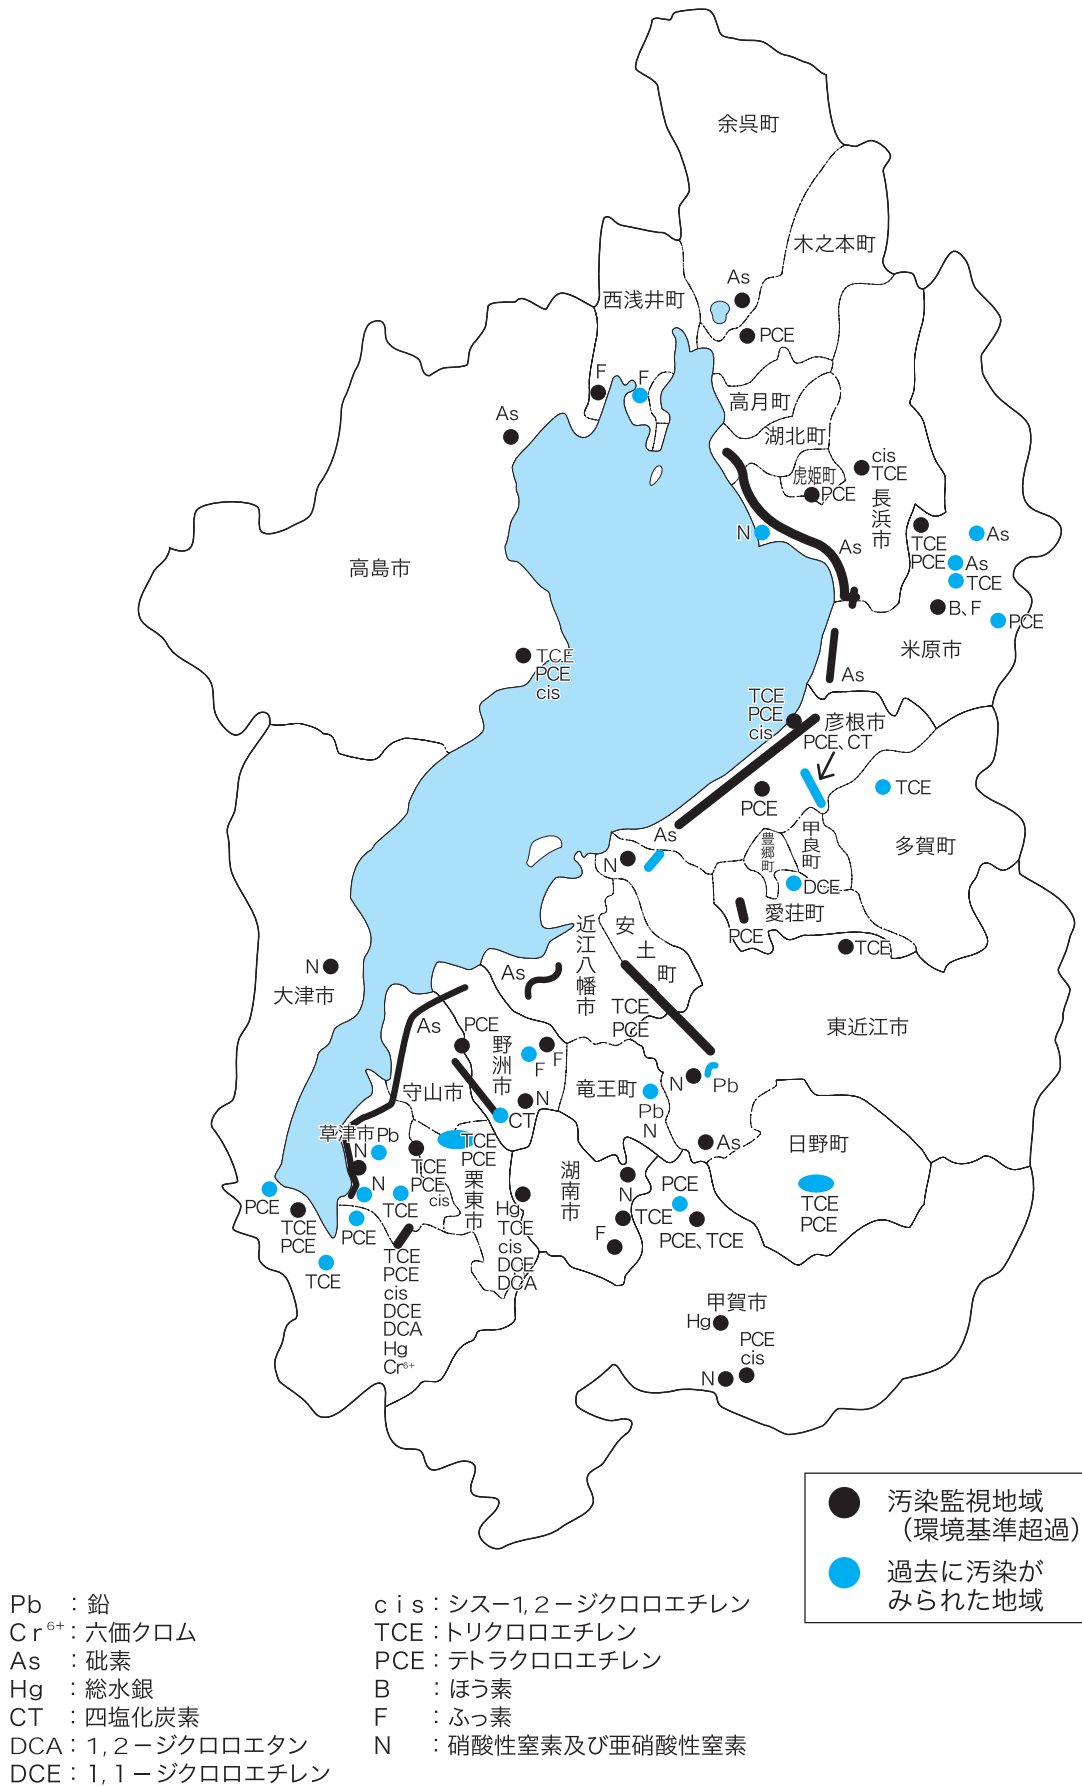 余呉町
木之本町
As
西浅井町
PCE
F
F
高月町
As
湖北町
cis
TCE
虎姫町
PCE
長浜市
N
As
TCE
PCE
As
As
TCE
高島市
B、F
PCE
米原市
TCE
PCE
cis
As
TCE
PCE
cis
彦根市
PCE、CT
PCE
TCE
As
豊郷町
甲良町
多賀町
N
DCE
愛荘町
PCE
TCE
近江八幡市
安土町
N
大津市
As
TCE
PCE
東近江市
As
PCE
野洲市
F
F
竜王町
N
Pb
守山市
N
CT
Pb
N
草津市
Pb
TCE
PCE
As
日野町
N
TCE
PCE
cis
栗東市
湖南市
N
PCE
N
TCE
PCE
TCE
PCE
TCE
PCE
PCE、TCE
TCE
PCE
F
TCE
Hg
TCE
cis
DCE
DCA
TCE
PCE
cis
DCE
DCA
Hg
Cr⁶⁺
甲賀市
Hg
PCE
cis
N
汚染監視地域
（環境基準超過）
過去に汚染が
みられた地域
Pb ：鉛
Cr⁶⁺：六価クロム
As ：砒素
Hg ：総水銀
CT ：四塩化炭素
DCA：1,2－ジクロロエタン
DCE：1,1－ジクロロエチレン
cis：シス－1,2－ジクロロエチレン
TCE：トリクロロエチレン
PCE：テトラクロロエチレン
B ：ほう素
F ：ふっ素
N ：硝酸性窒素及び亜硝酸性窒素